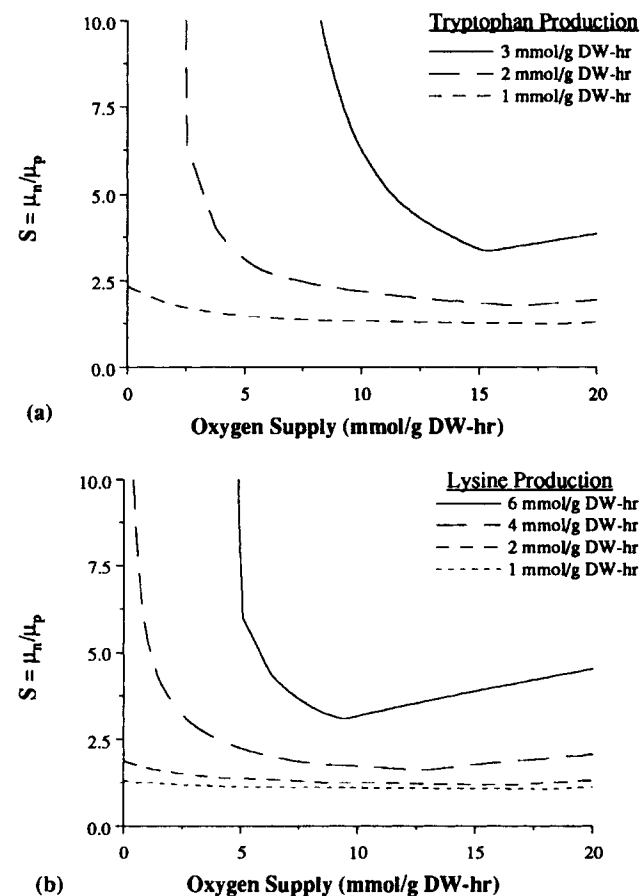 Tryptophan Production
3 mmol/g DW-hr
2 mmol/g DW-hr
1 mmol/g DW-hr
10.0
7.5
5.0
2.5
0.0
S = μn/μp
0 5 10 15 20
(a)
Oxygen Supply (mmol/g DW-hr)
Lysine Production
6 mmol/g DW-hr
4 mmol/g DW-hr
2 mmol/g DW-hr
1 mmol/g DW-hr
10.0
7.5
5.0
2.5
0.0
S = μn/μp
0 5 10 15 20
(b)
Oxygen Supply (mmol/g DW-hr)